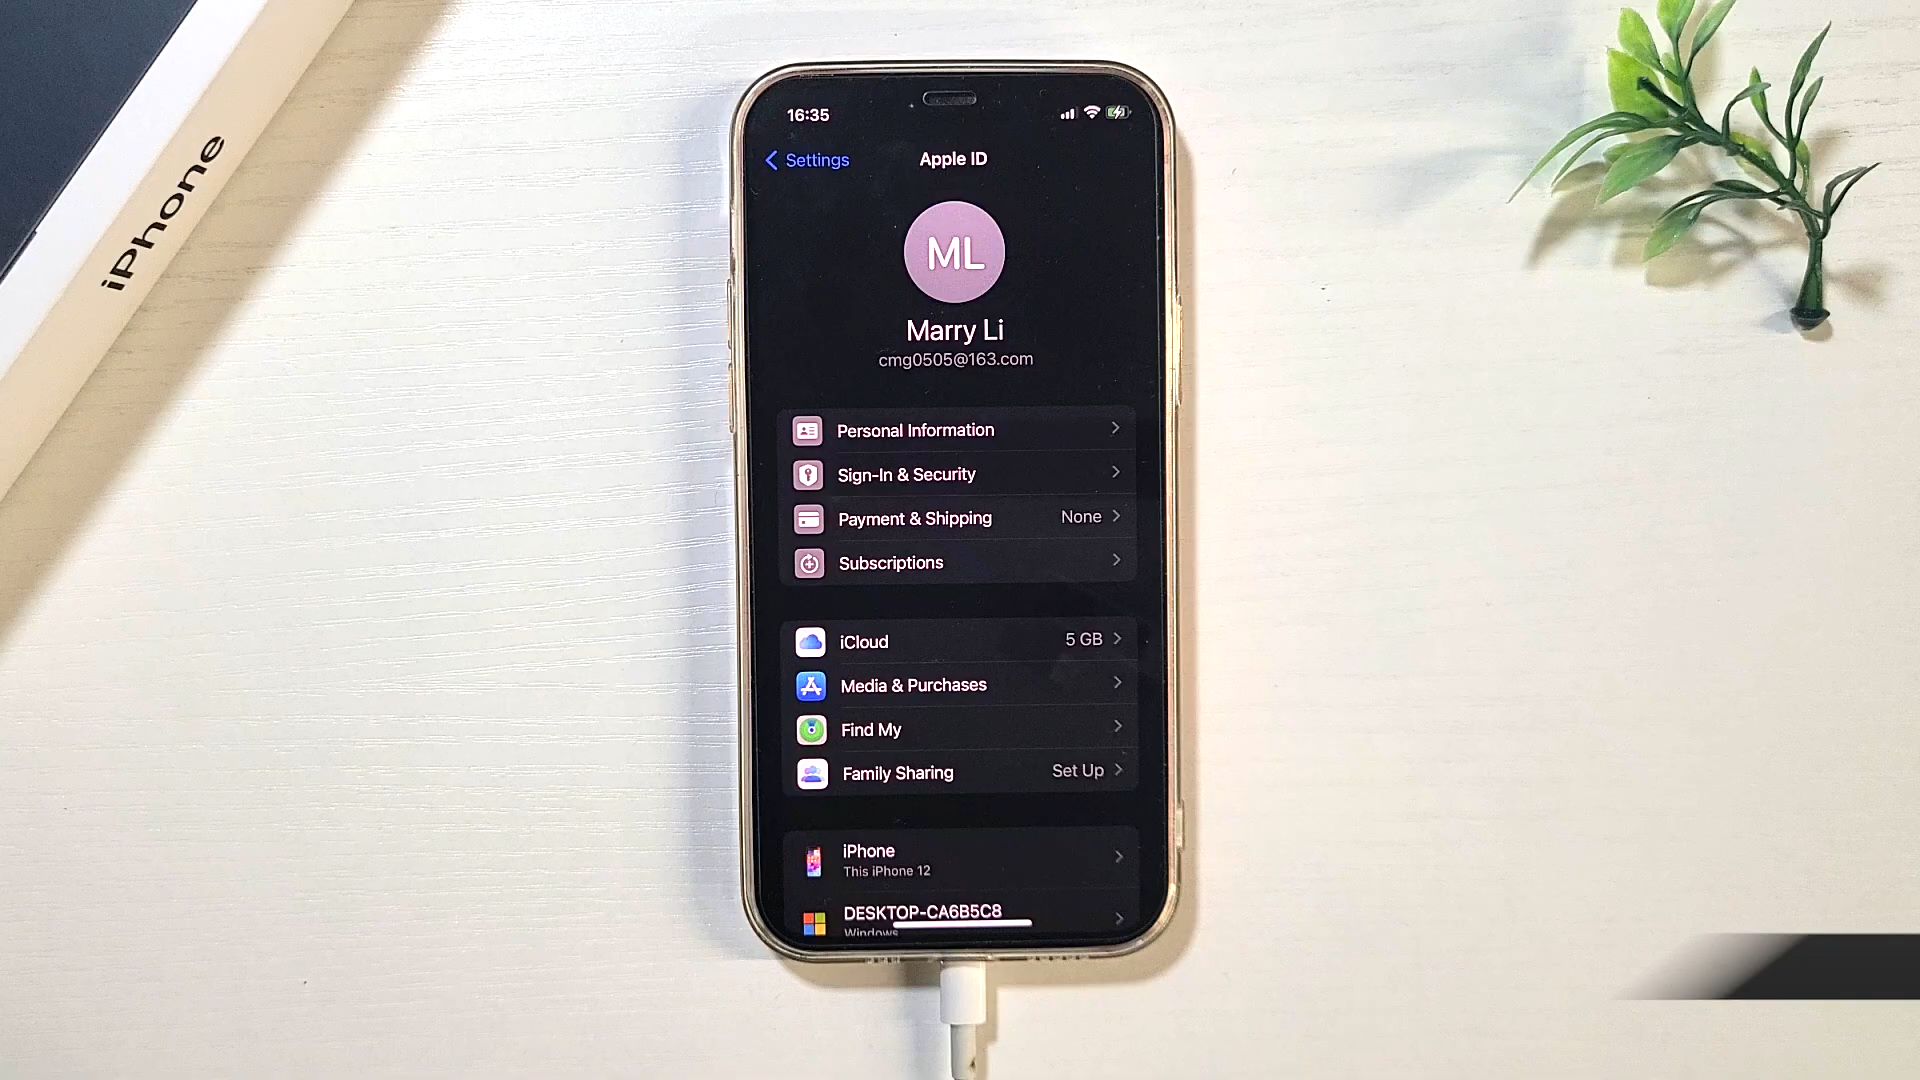 iPhone
16:35
Settings
Apple ID
ML
Marry Li
cmg0505@163.com
Personal Information
Sign-In & Security
Payment & Shipping None
Subscriptions
iCloud 5 GB
Media & Purchases
Find My
Family Sharing Set Up
iPhone
This iPhone 12
DESKTOP-CA6B5C8
Windows